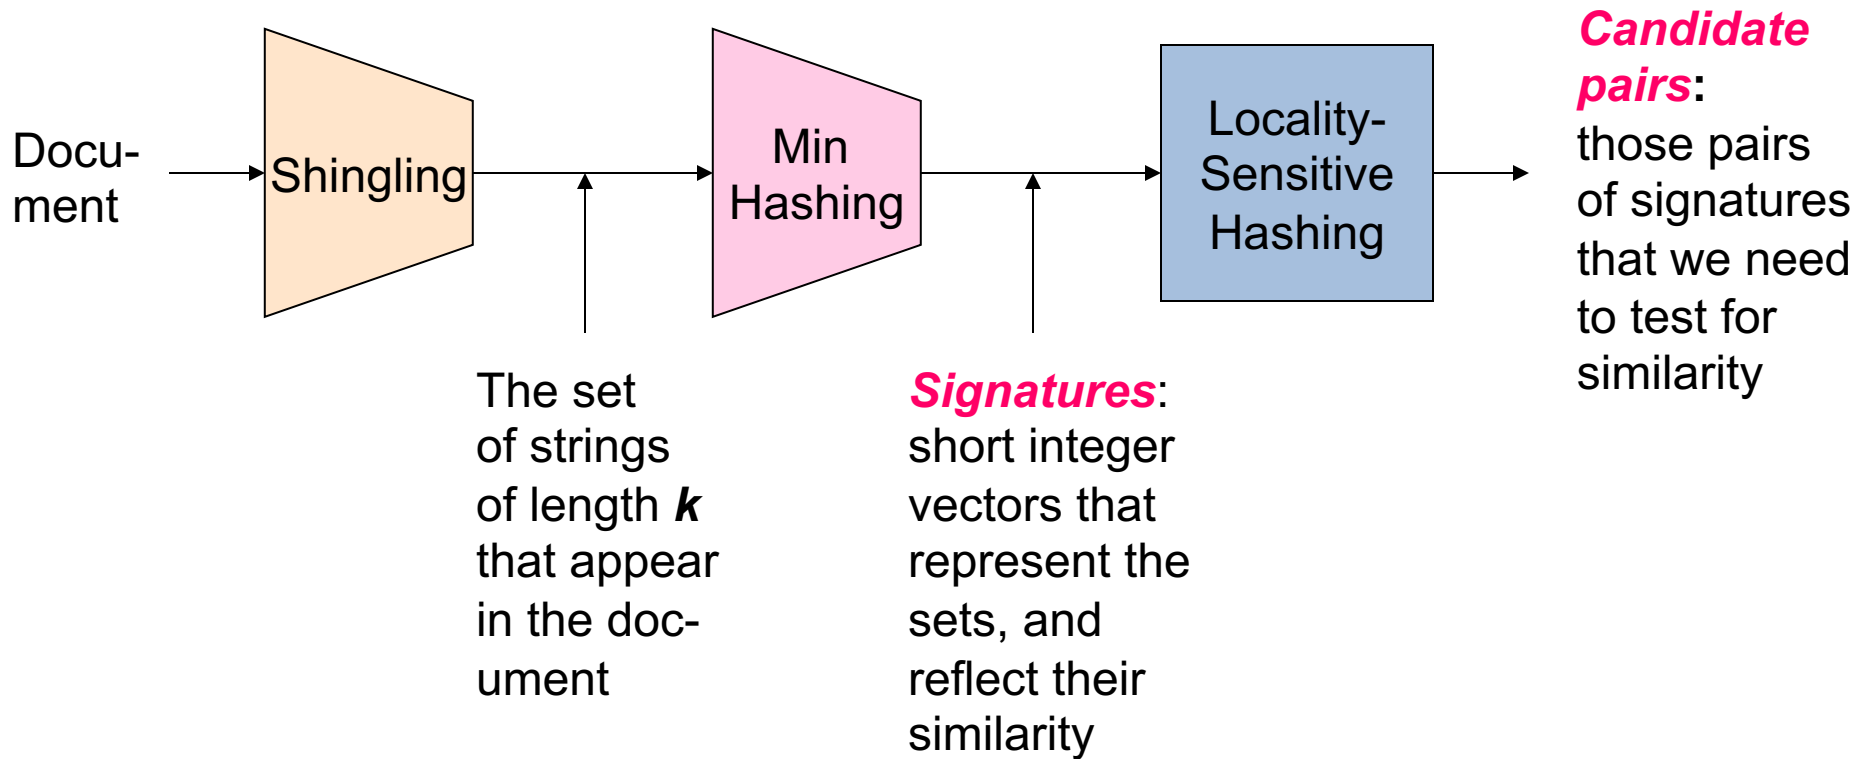 Docu-
ment
Shingling
The set
of strings
of length k
that appear
in the doc-
ument
Min
Hashing
Signatures:
short integer
vectors that
represent the
sets, and
reflect their
similarity
Locality-
Sensitive
Hashing
Candidate
pairs:
those pairs
of signatures
that we need
to test for
similarity